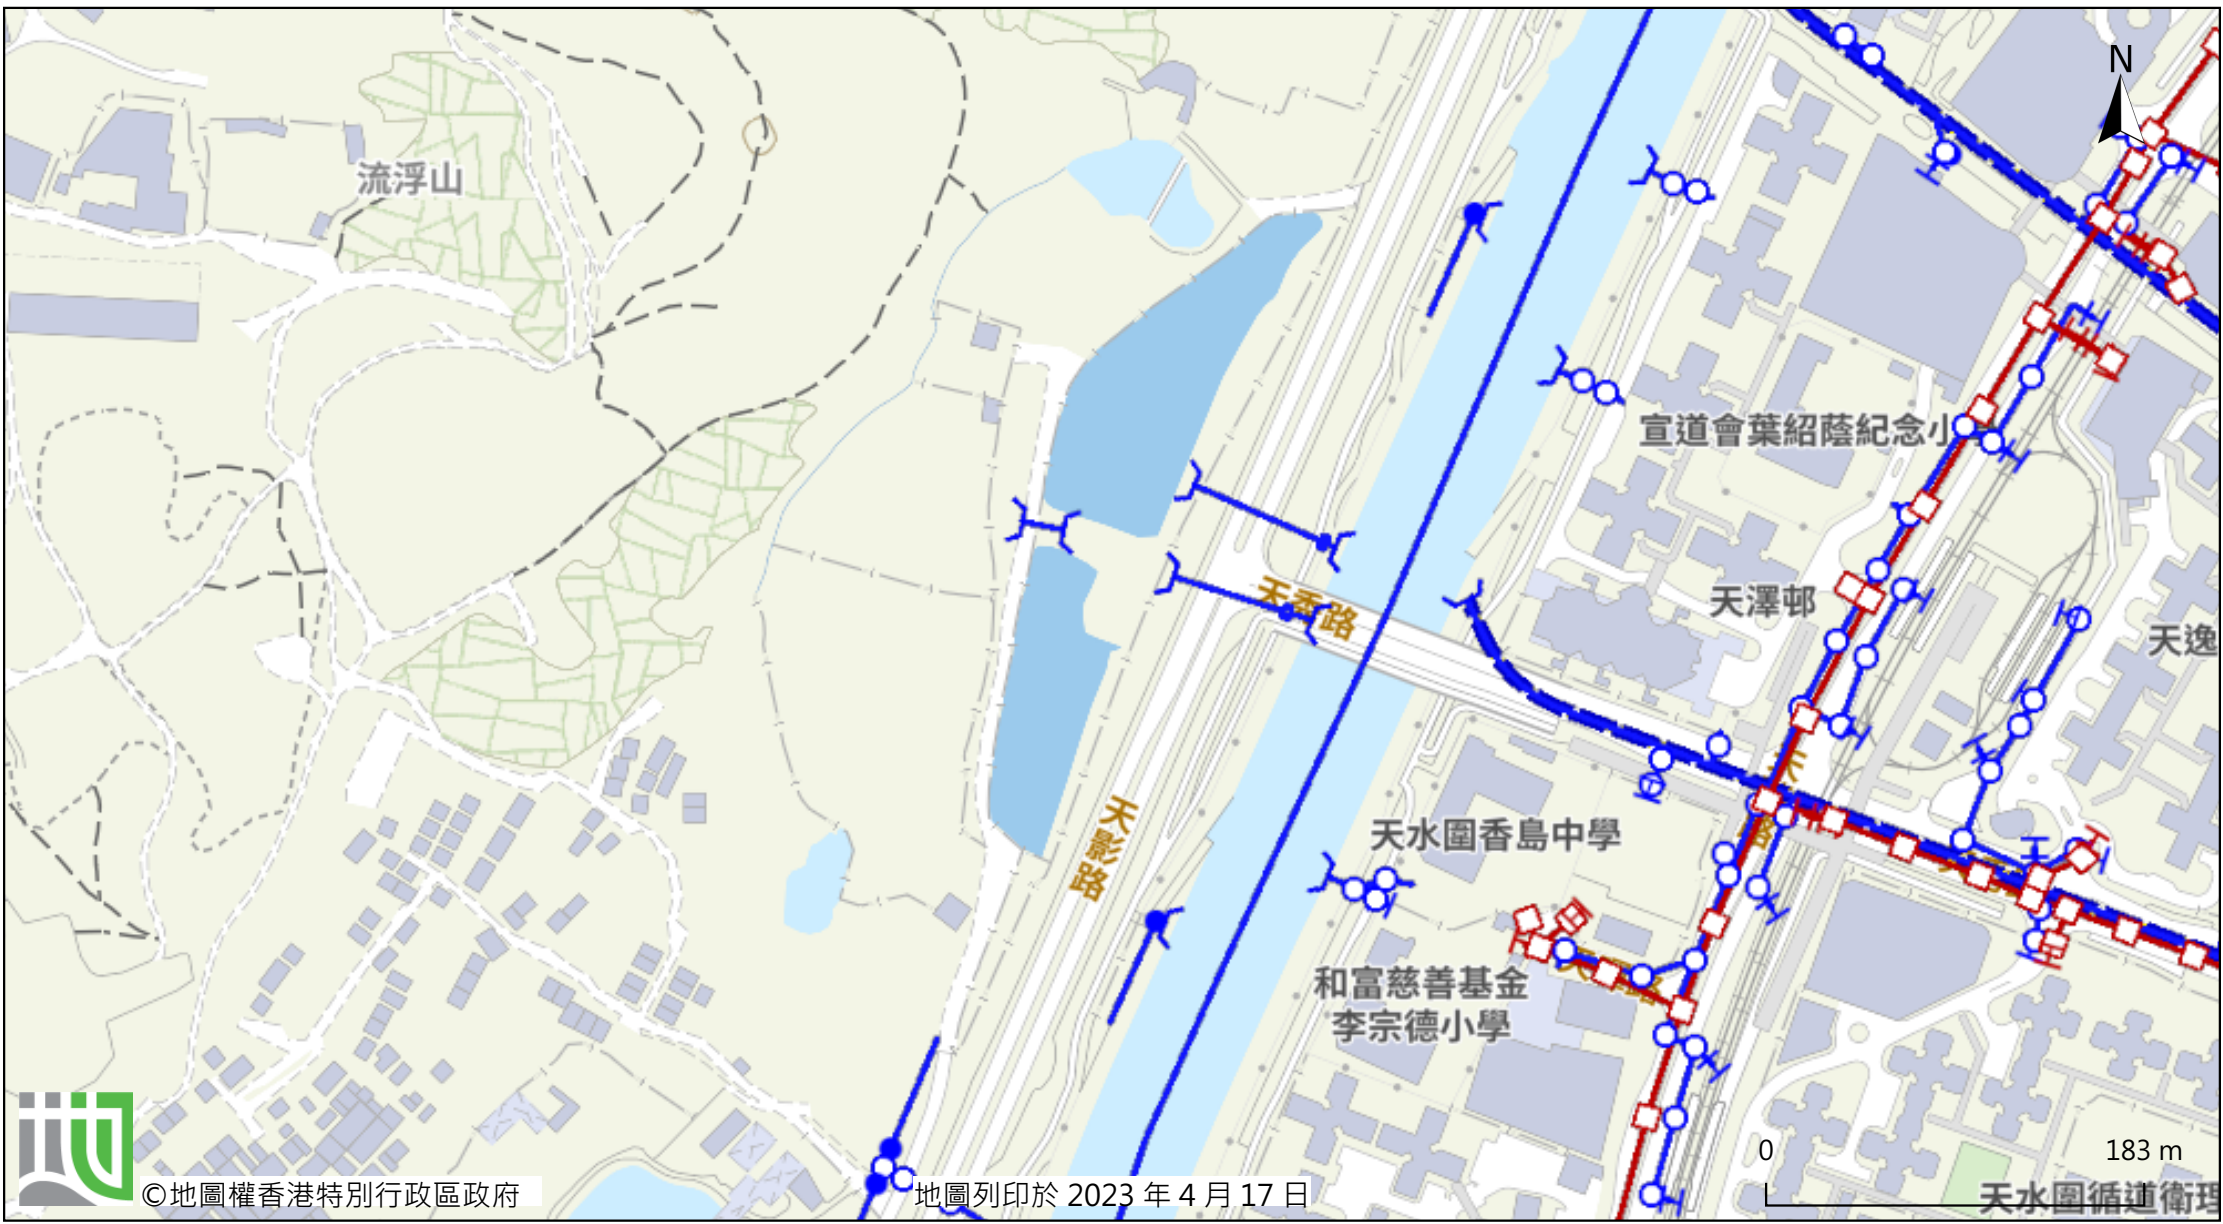 N
流浮山
宣道會葉紹蔭紀念小
天澤邨
天香路
天逸
天水圍香島中學
天影路
和富慈善基金
李宗德小學
0
183 m
©地圖權香港特別行政區政府
地圖列印於 2023 年 4 月 17 日
天水圍循道衛理